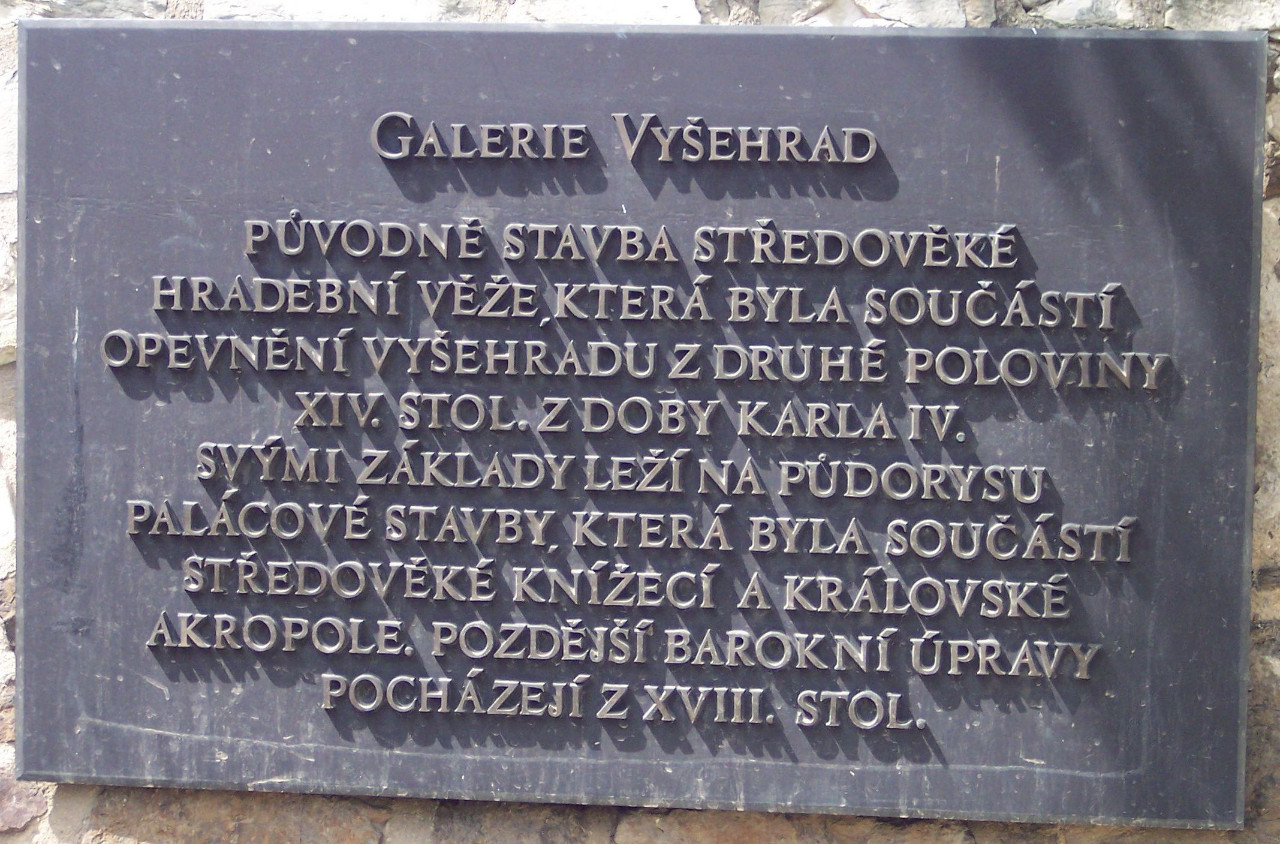 GALERIE VYŠEHRAD
PŮVODNĚ STAVBA STŘEDOVĚKÉ
HRADEBNÍ VĚŽE, KTERÁ BYLA SOUČÁSTÍ
OPEVNĚNÍ VYŠEHRADU Z DRUHÉ POLOVINY
XIV. STOL. Z DOBY KARLA IV.
SVÝMI ZÁKLADY LEŽÍ NA PŮDORYSU
PALÁCOVÉ STAVBY, KTERÁ BYLA SOUČÁSTÍ
STŘEDOVĚKÉ KNÍŽECÍ A KRÁLOVSKÉ
AKROPOLE. POZDĚJŠÍ BAROKNÍ ÚPRAVY
POCHÁZEJÍ Z XVIII. STOL.